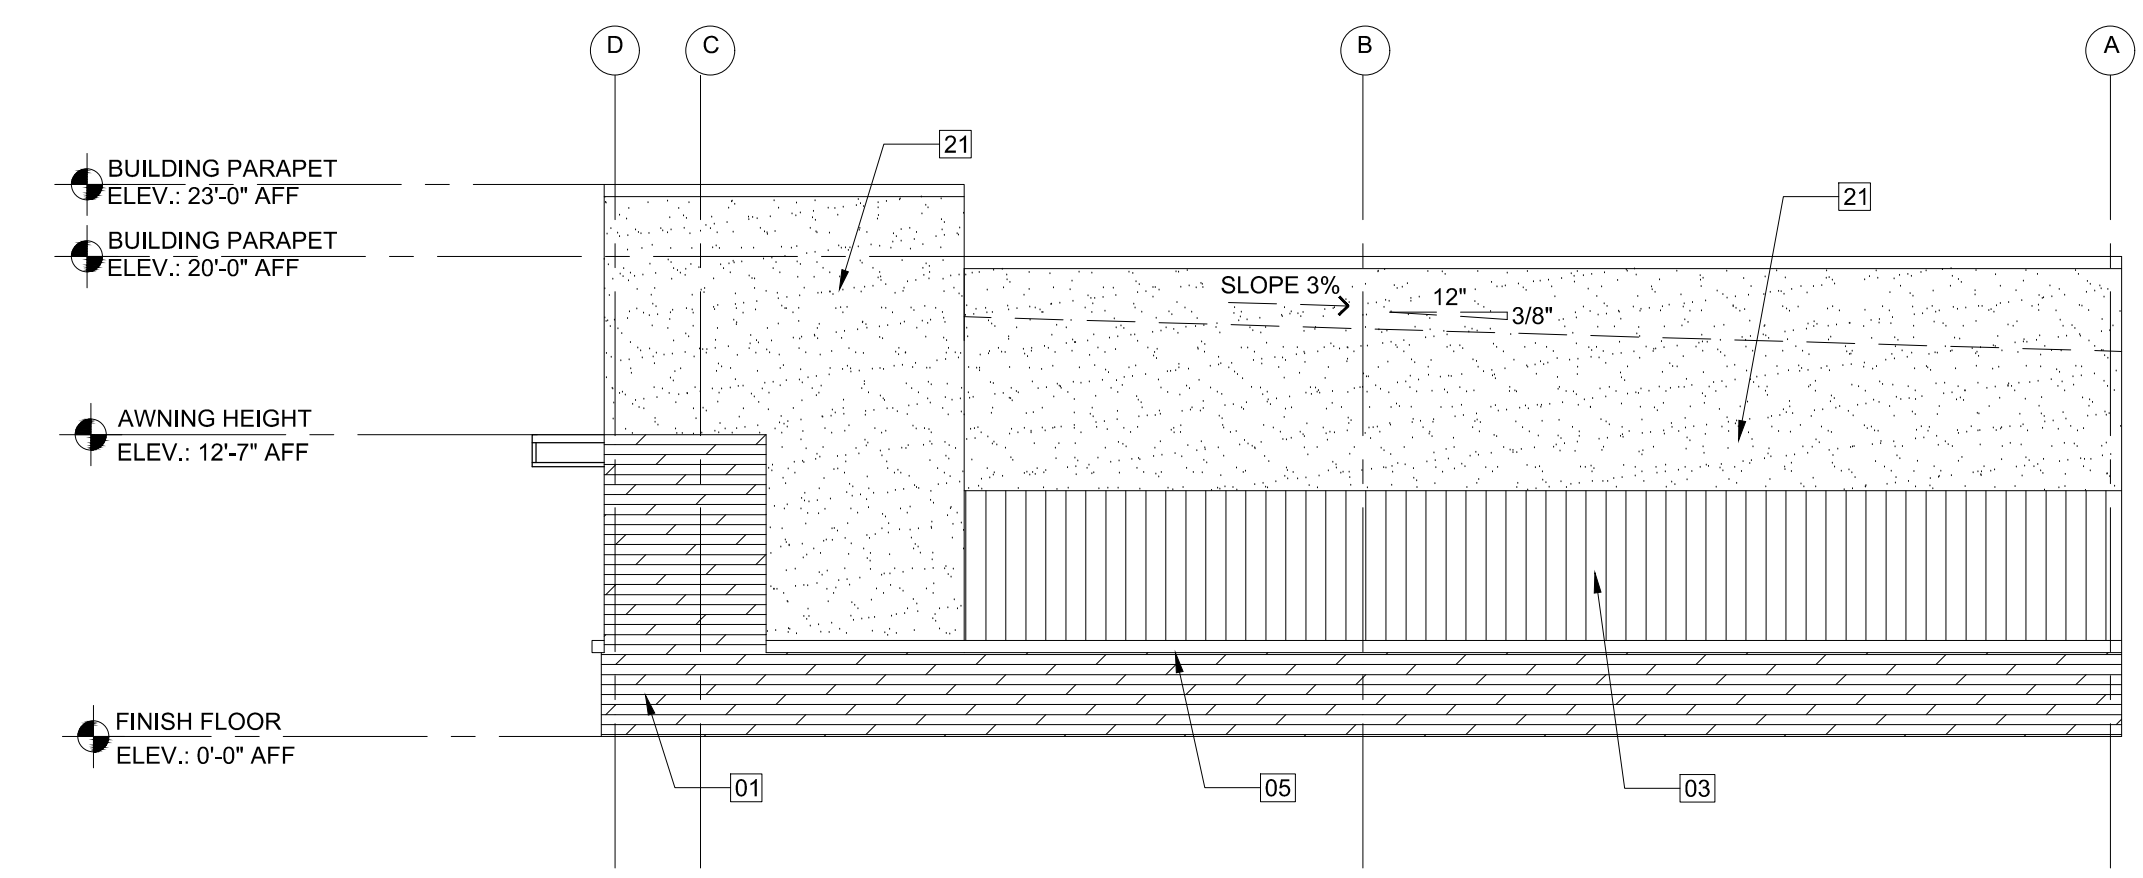 D
C
B
A
21
BUILDING PARAPET
ELEV.: 23'-0" AFF
21
BUILDING PARAPET
ELEV.: 20'-0" AFF
SLOPE 3%
12"
3/8"
AWNING HEIGHT
ELEV.: 12'-7" AFF
FINISH FLOOR
ELEV.: 0'-0" AFF
01
05
03